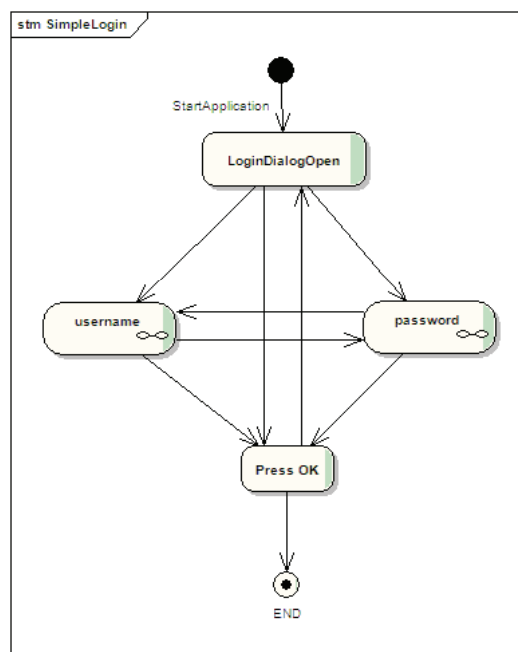 stm SimpleLogin
StartApplication
LoginDialogOpen
username
password
Press OK
END